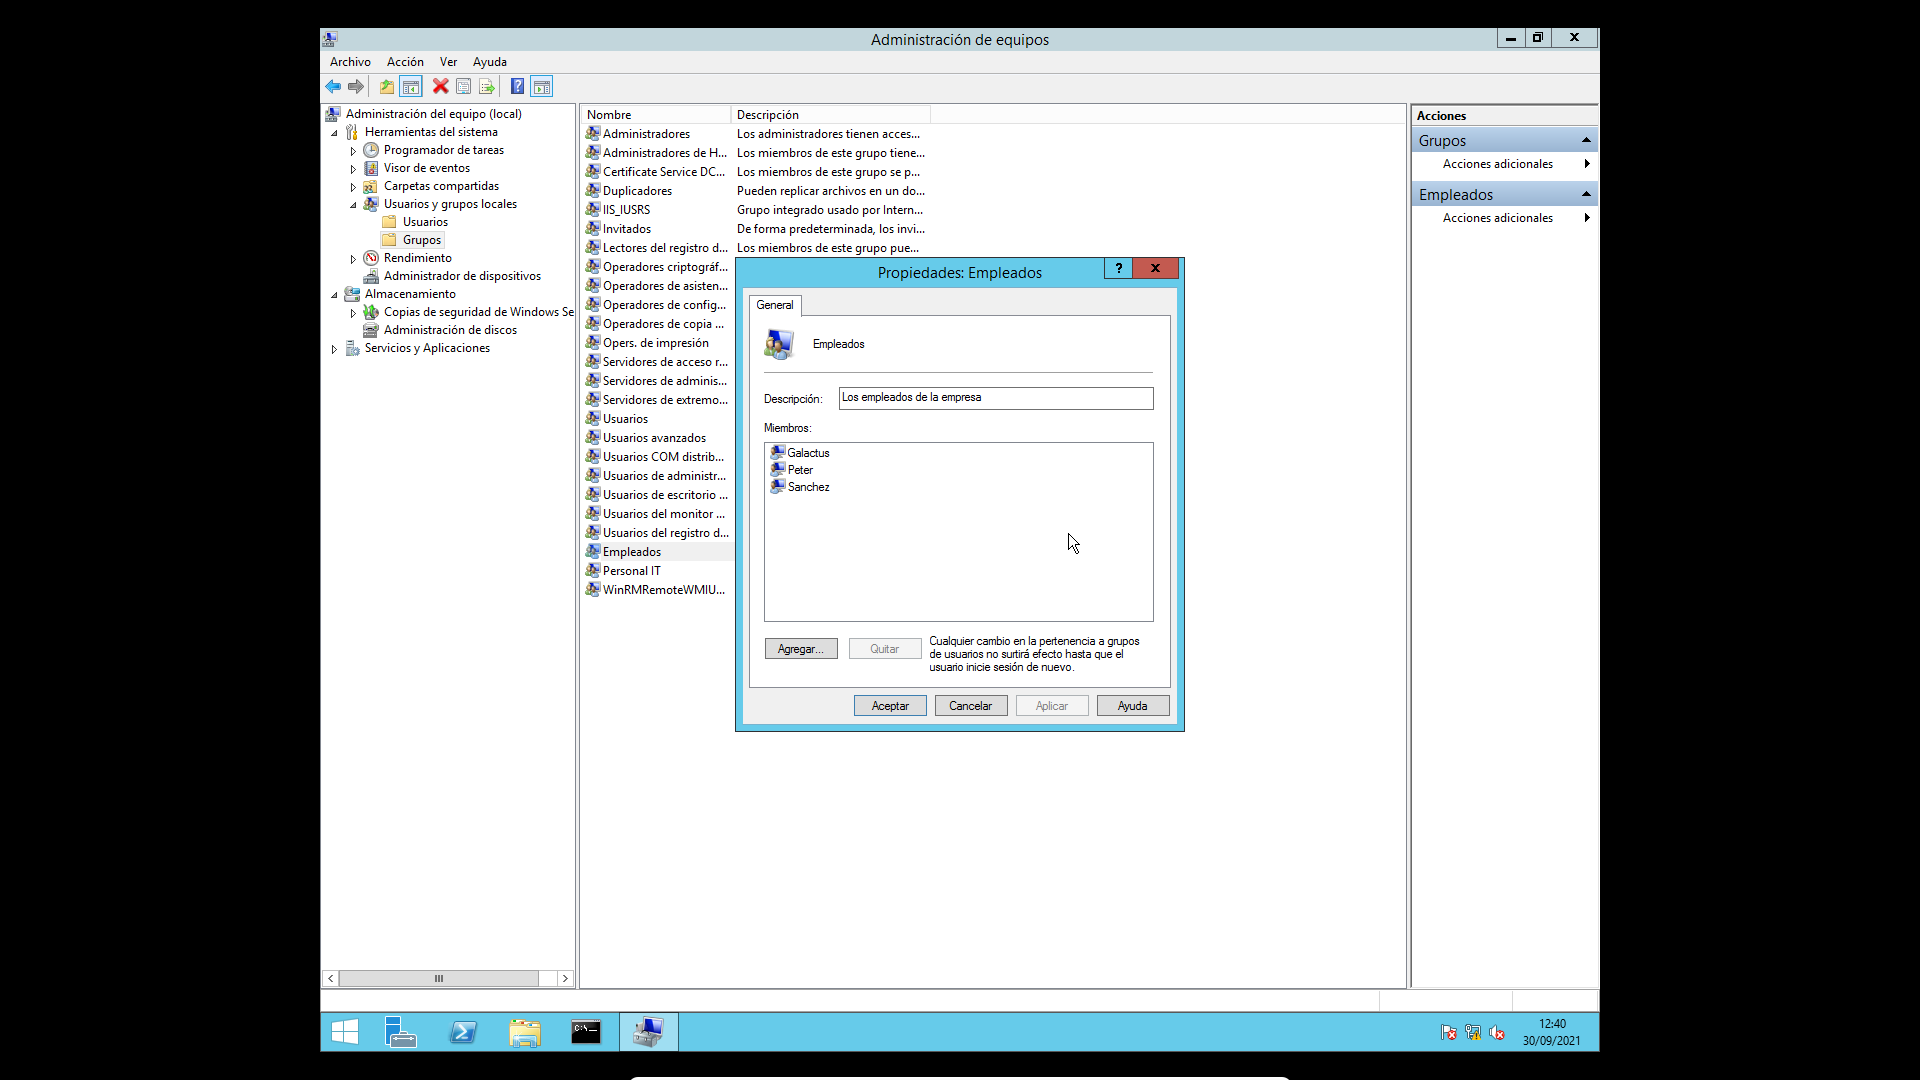 Administración de equipos
Archivo Acción Ver Ayuda
Administración del equipo (local)
Herramientas del sistema
Programador de tareas
Visor de eventos
Carpetas compartidas
Usuarios y grupos locales
Usuarios
Grupos
Rendimiento
Administrador de dispositivos
Almacenamiento
Copias de seguridad de Windows Se
Administración de discos
Servicios y Aplicaciones
Nombre Descripción
Administradores Los administradores tienen acces...
Administradores de H... Los miembros de este grupo tiene...
Certificate Service DC... Los miembros de este grupo se p...
Duplicadores Pueden replicar archivos en un do...
IIS_IUSRS Grupo integrado usado por Intern...
Invitados De forma predeterminada, los invi...
Lectores del registro d... Los miembros de este grupo pue...
Operadores criptográf...
Operadores de asisten...
Operadores de config...
Operadores de copia ...
Opers. de impresión
Servidores de acceso r...
Servidores de adminis...
Servidores de extremo...
Usuarios
Usuarios avanzados
Usuarios COM distrib...
Usuarios de administr...
Usuarios de escritorio ...
Usuarios del monitor ...
Usuarios del registro d...
Empleados
Personal IT
WinRMRemoteWMIU...
Propiedades: Empleados
? x
General
Empleados
Descripción: Los empleados de la empresa
Miembros:
Galactus
Peter
Sanchez
Agregar... Quitar
Cualquier cambio en la pertenencia a grupos
de usuarios no surtirá efecto hasta que el
usuario inicie sesión de nuevo.
Aceptar Cancelar Aplicar Ayuda
Acciones
Grupos
Acciones adicionales
Empleados
Acciones adicionales
C:\_
12:40
30/09/2021